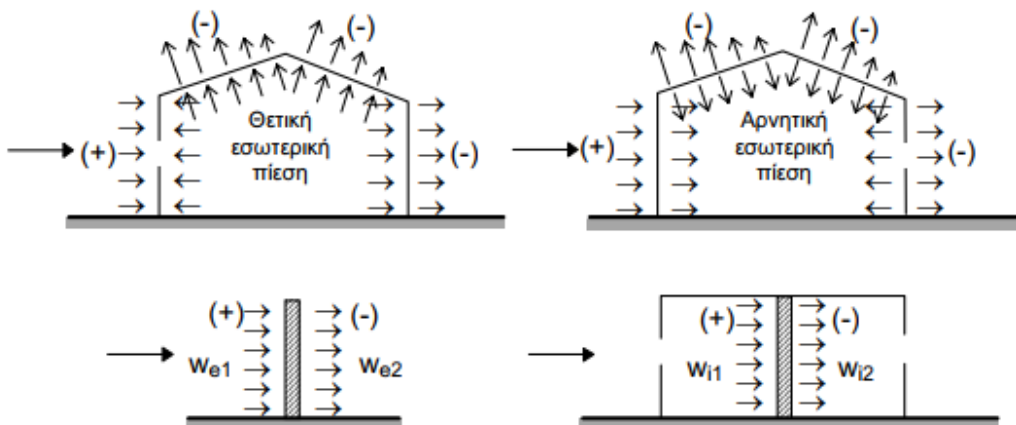 (-) (-)
(+)
Θετική
εσωτερική
πίεση
(-)
(-) (-)
(+)
Αρνητική
εσωτερική
πίεση
(-)
(+) (-)
we1 we2
(+) (-)
wi1 wi2